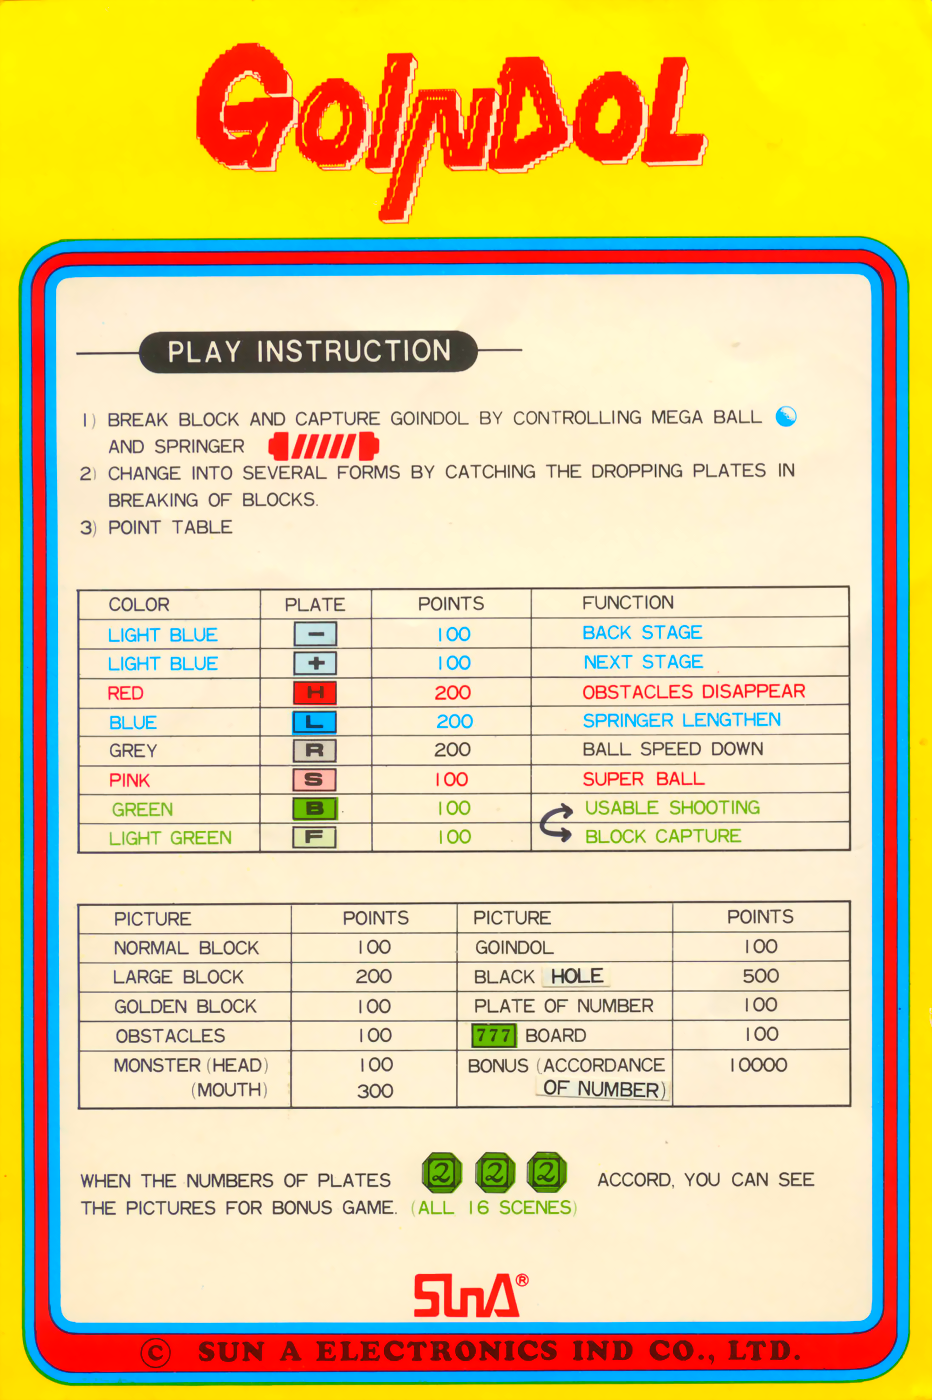 GOINDOL
PLAY INSTRUCTION
1) BREAK BLOCK AND CAPTURE GOINDOL BY CONTROLLING MEGA BALL
AND SPRINGER
2) CHANGE INTO SEVERAL FORMS BY CATCHING THE DROPPING PLATES IN
BREAKING OF BLOCKS.
3) POINT TABLE
COLOR PLATE POINTS FUNCTION
LIGHT BLUE − 100 BACK STAGE
LIGHT BLUE + 100 NEXT STAGE
RED H 200 OBSTACLES DISAPPEAR
BLUE L 200 SPRINGER LENGTHEN
GREY R 200 BALL SPEED DOWN
PINK S 100 SUPER BALL
GREEN B 100 USABLE SHOOTING
LIGHT GREEN F 100 BLOCK CAPTURE
PICTURE POINTS PICTURE POINTS
NORMAL BLOCK 100 GOINDOL 100
LARGE BLOCK 200 BLACK HOLE 500
GOLDEN BLOCK 100 PLATE OF NUMBER 100
OBSTACLES 100 777 BOARD 100
MONSTER (HEAD) 100 BONUS (ACCORDANCE 10000
(MOUTH) 300 OF NUMBER)
WHEN THE NUMBERS OF PLATES 2 2 2 ACCORD, YOU CAN SEE
THE PICTURES FOR BONUS GAME. (ALL 16 SCENES)
SUNA®
© SUN A ELECTRONICS IND CO., LTD.